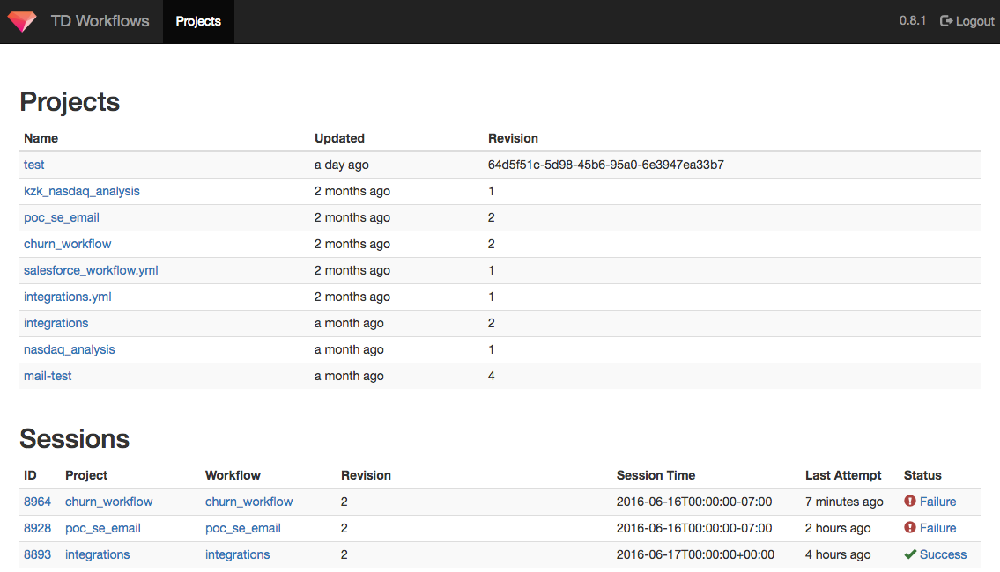 TD Workflows Projects 0.8.1 Logout
Projects
Name Updated Revision
test a day ago 64d5f51c-5d98-45b6-95a0-6e3947ea33b7
kzk_nasdaq_analysis 2 months ago 1
poc_se_email 2 months ago 2
churn_workflow 2 months ago 2
salesforce_workflow.yml 2 months ago 1
integrations.yml 2 months ago 1
integrations a month ago 2
nasdaq_analysis a month ago 1
mail-test a month ago 4
Sessions
ID Project Workflow Revision Session Time Last Attempt Status
8964 churn_workflow churn_workflow 2 2016-06-16T00:00:00-07:00 7 minutes ago Failure
8928 poc_se_email poc_se_email 2 2016-06-16T00:00:00-07:00 2 hours ago Failure
8893 integrations integrations 2 2016-06-17T00:00:00+00:00 4 hours ago Success